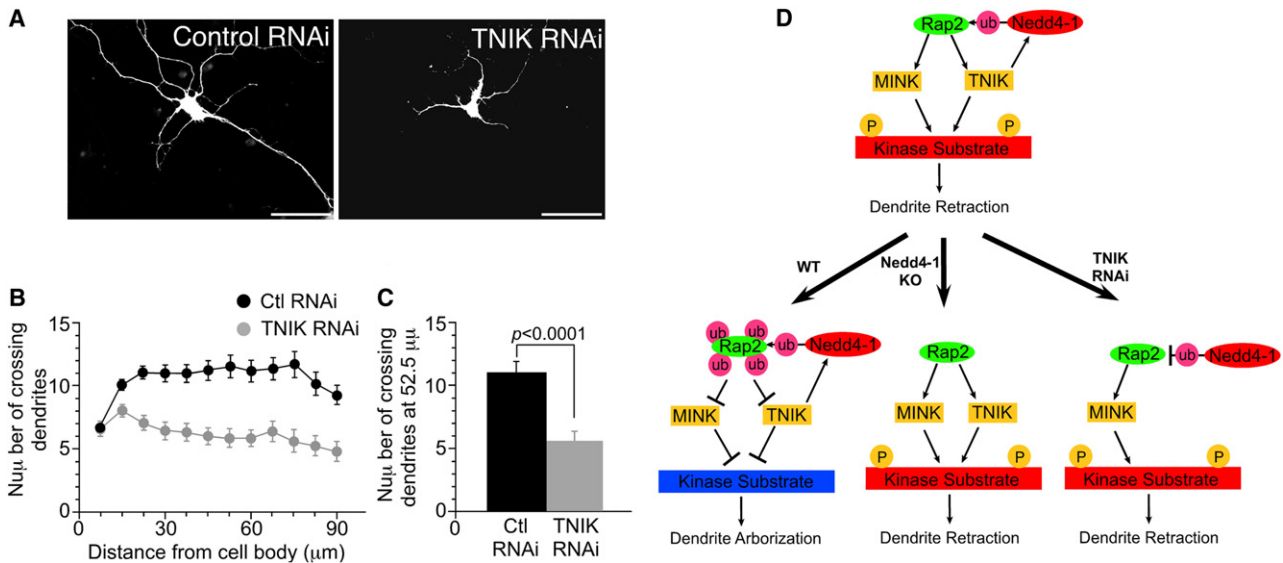 A
Control RNAi
TNIK RNAi
B
Ctl RNAi
TNIK RNAi
Nuμ ber of crossing
dendrites
15
10
5
0
0
30
60
90
Distance from cell body (μm)
C
Nuμ ber of crossing
dendrites at 52.5 μm
15
10
5
0
0
p<0.0001
Ctl
RNAi
TNIK
RNAi
D
Rap2
ub
Nedd4-1
MINK
TNIK
P
P
Kinase Substrate
Dendrite Retraction
WT
Nedd4-1
KO
TNIK
RNAi
ub
ub
Rap2
ub
Nedd4-1
ub
ub
MINK
TNIK
Kinase Substrate
Dendrite Arborization
Rap2
MINK
TNIK
P
P
Kinase Substrate
Dendrite Retraction
Rap2
ub
Nedd4-1
MINK
P
P
Kinase Substrate
Dendrite Retraction